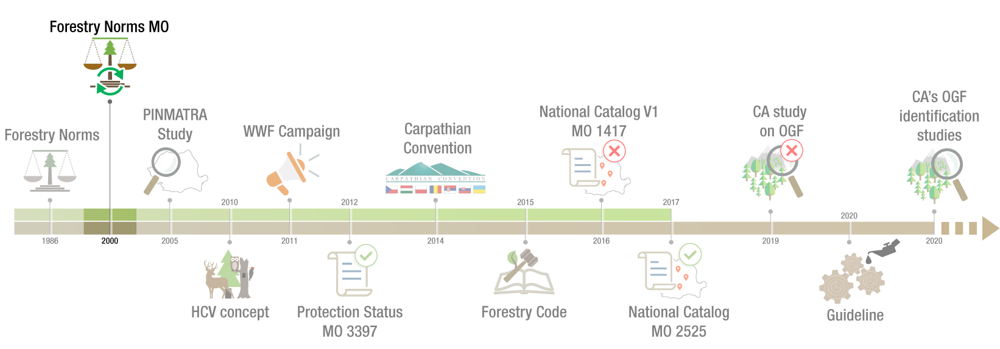 Forestry Norms MO
Forestry Norms
PINMATRA
Study
WWF Campaign
Carpathian
Convention
CARPATHIAN CONVENTION
National Catalog V1
MO 1417
CA study
on OGF
CA's OGF
identification
studies
2010
2012
2015
2017
2020
1986
2000
2005
2011
2014
2016
2019
2020
HCV concept
Protection Status
MO 3397
Forestry Code
National Catalog
MO 2525
Guideline